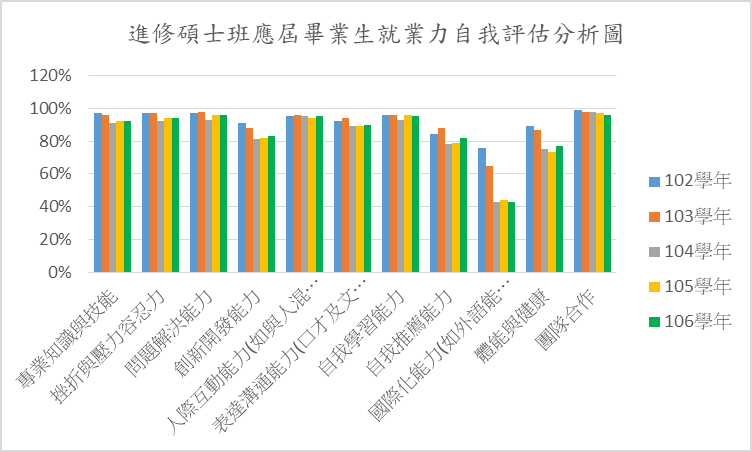 進修碩士班應屆畢業生就業力自我評估分析圖
120%
100%
80%
60%
40%
20%
0%
102學年
103學年
104學年
105學年
106學年
專業知識與技能
挫折與壓力容忍力
問題解決能力
創新開發能力
人際互動能力(如與人混…
表達溝通能力(口才及文…
自我學習能力
自我推薦能力
國際化能力(如外語能…
體能與健康
團隊合作